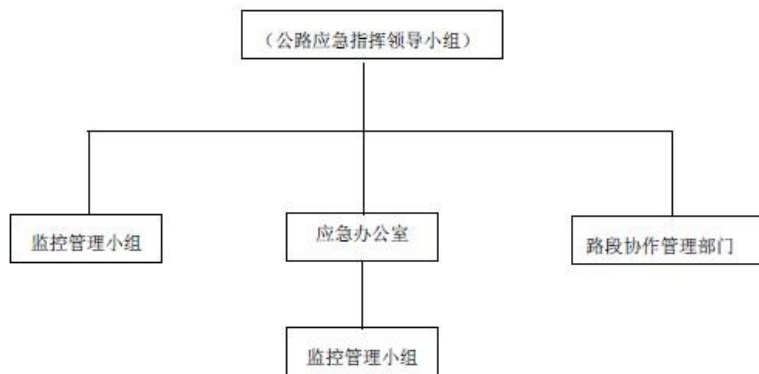 （公路应急指挥领导小组）
监控管理小组
应急办公室
路段协作管理部门
监控管理小组